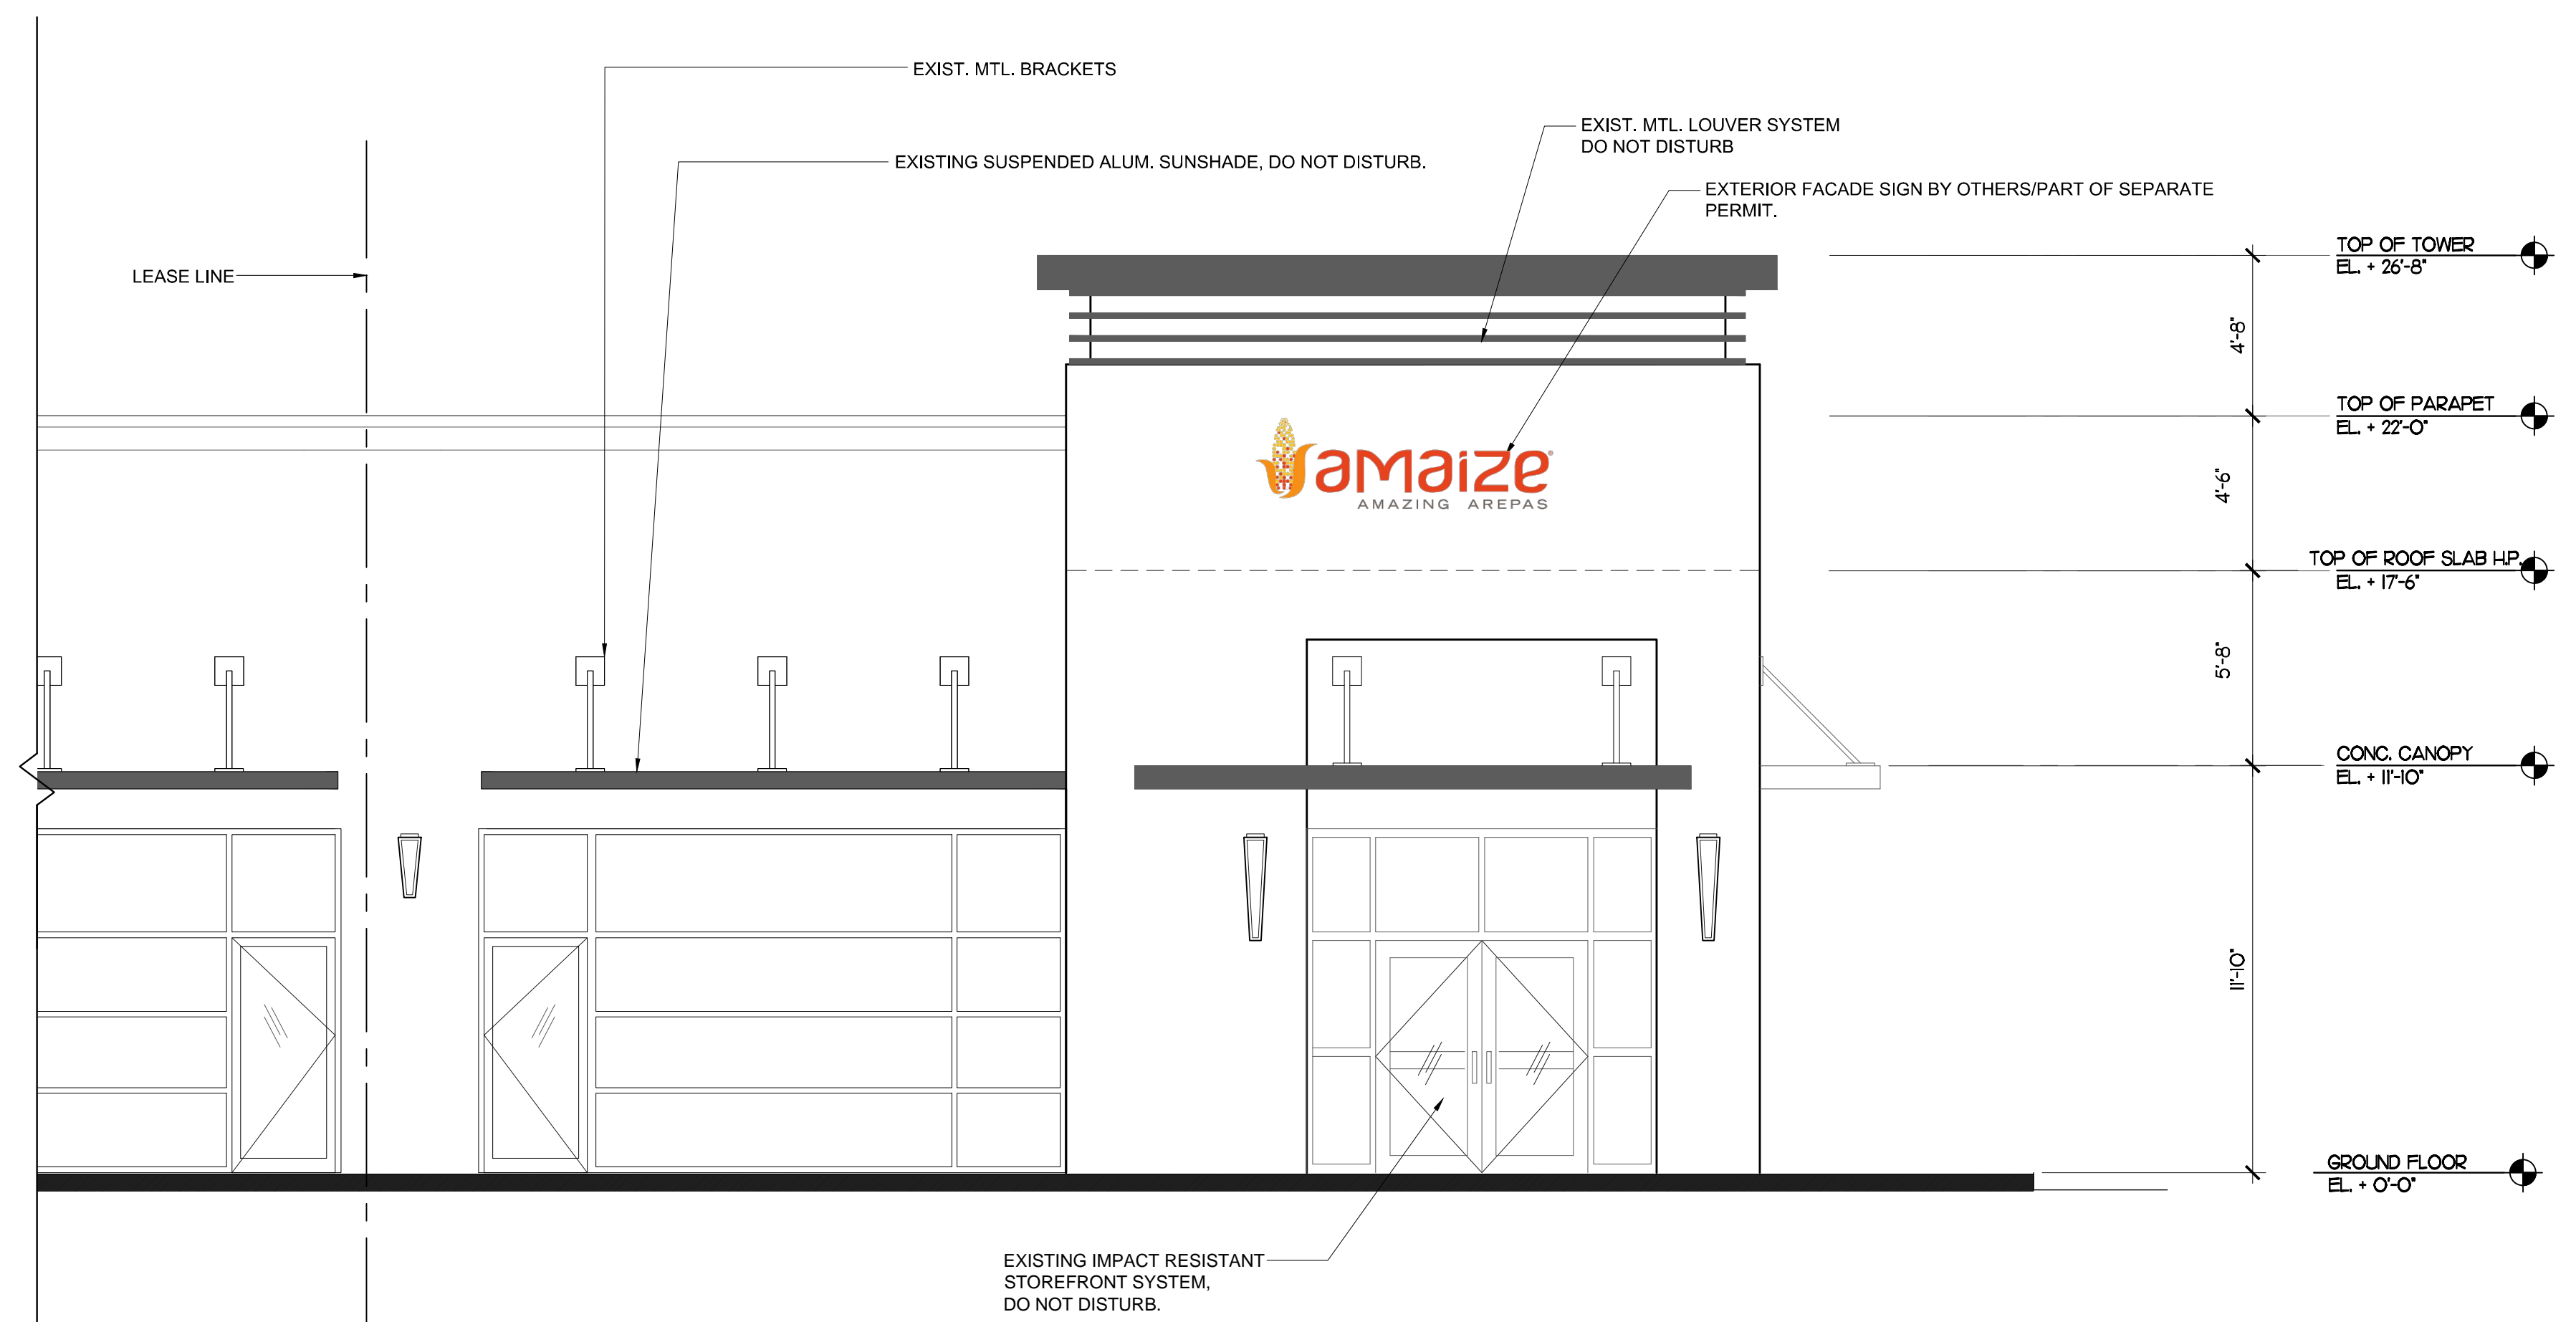 EXIST. MTL. BRACKETS
EXIST. MTL. LOUVER SYSTEM
DO NOT DISTURB
EXISTING SUSPENDED ALUM. SUNSHADE, DO NOT DISTURB.
EXTERIOR FACADE SIGN BY OTHERS/PART OF SEPARATE
PERMIT.
LEASE LINE
TOP OF TOWER
EL. + 26'-8"
4'-8"
TOP OF PARAPET
EL. + 22'-0"
amaize®
AMAZING AREPAS
4'-6"
TOP OF ROOF SLAB H.P.
EL. + 17'-6"
5'-8"
CONC. CANOPY
EL. + 11'-10"
11'-10"
GROUND FLOOR
EL. + 0'-0"
EXISTING IMPACT RESISTANT
STOREFRONT SYSTEM,
DO NOT DISTURB.